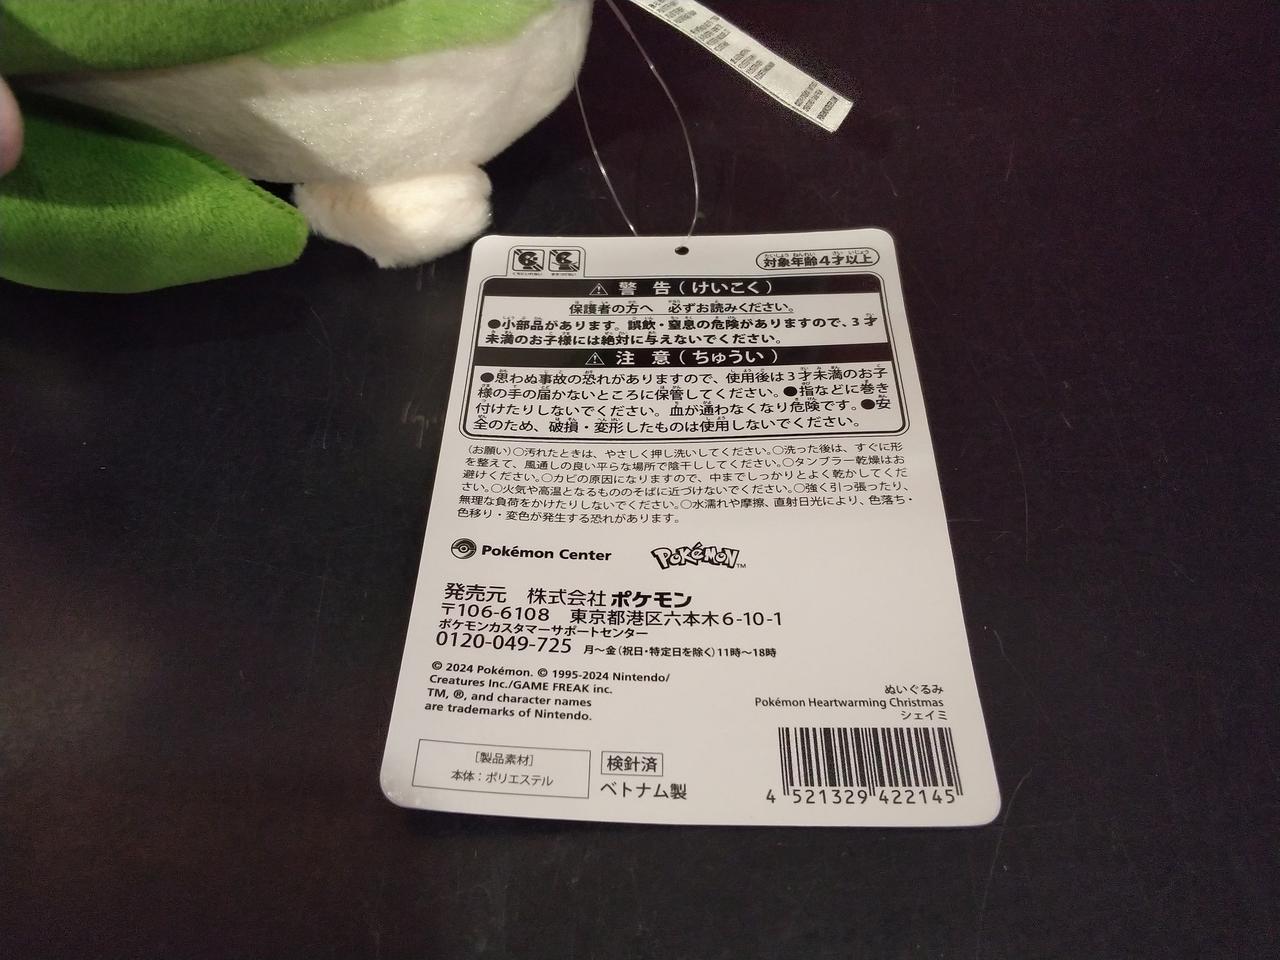 対象年齢4才以上
警告(けいこく)
保護者の方へ 必ずお読みください。
●小部品があります。誤飲・窒息の危険がありますので、3才
未満のお子様には絶対に与えないでください。
注意(ちゅうい)
●思わぬ事故の恐れがありますので、使用後は3才未満のお子
様の手の届かないところに保管してください。●指などに巻き
付けたりしないでください。血が通わなくなり危険です。●安
全のため、破損・変形したものは使用しないでください。
(お願い)○汚れたときは、やさしく押し洗いしてください。○洗った後は、すぐに形
を整えて、風通しの良い平らな場所で陰干ししてください。○タンブラー乾燥はお
避けください。○カビの原因になりますので、中までしっかりとよく乾かしてくだ
さい。○火気や高温となるもののそばに近づけないでください。○強く引っ張ったり、
無理な負荷をかけたりしないでください。○水濡れや摩擦、直射日光により、色落ち・
色移り・変色が発生する恐れがあります。
Pokémon Center POKéMON TM
発売元 株式会社ポケモン
〒106-6108 東京都港区六本木6-10-1
ポケモンカスタマーサポートセンター
0120-049-725 月〜金(祝日・特定日を除く)11時〜18時
© 2024 Pokémon. © 1995-2024 Nintendo/
Creatures Inc./GAME FREAK inc.
TM, ®, and character names
are trademarks of Nintendo.
ぬいぐるみ
Pokémon Heartwarming Christmas
シェイミ
[製品素材]
本体：ポリエステル
検針済
ベトナム製
4 521329 422145